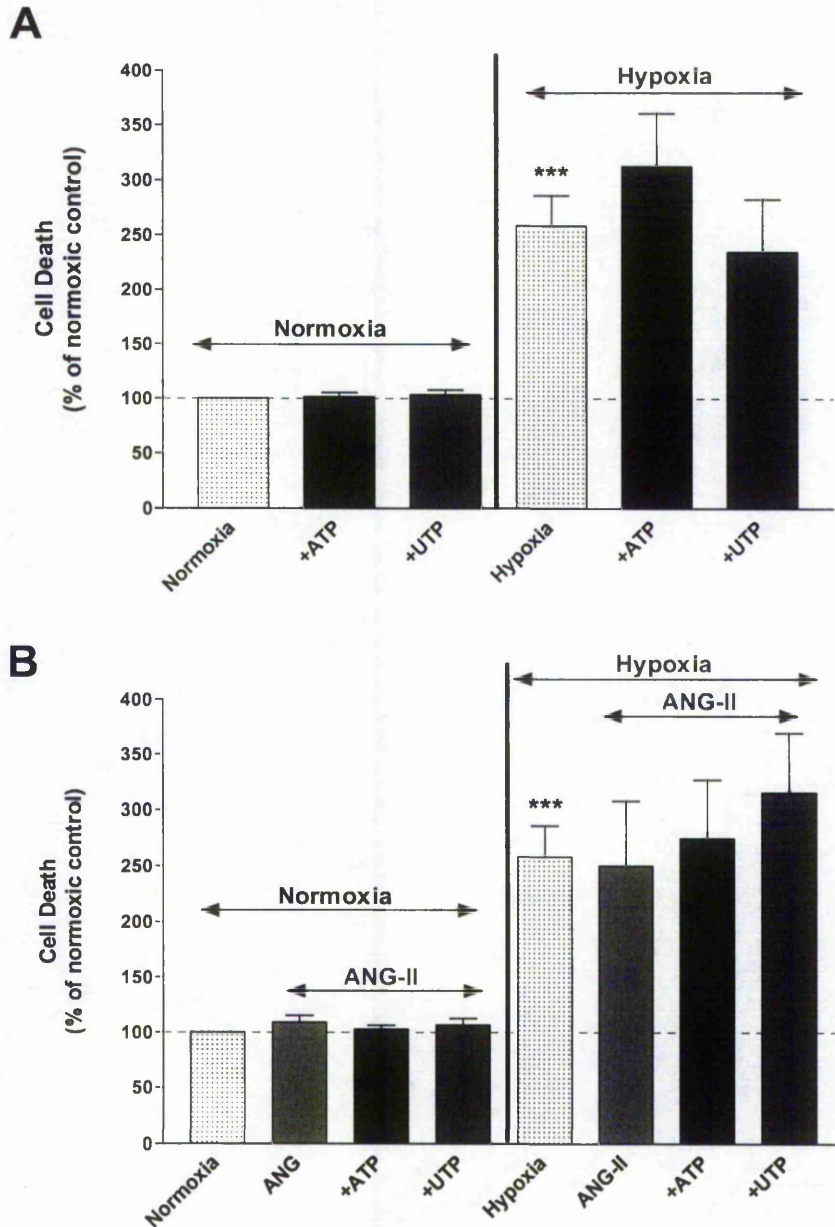 A
Cell Death
(% of normoxic control)
400
350
300
250
200
150
100
50
0
Normoxia
Hypoxia
***
Normoxia
+ATP
+UTP
Hypoxia
+ATP
+UTP
B
Cell Death
(% of normoxic control)
400
350
300
250
200
150
100
50
0
Normoxia
ANG-II
Hypoxia
ANG-II
***
Normoxia
ANG
+ATP
+UTP
Hypoxia
ANG-II
+ATP
+UTP